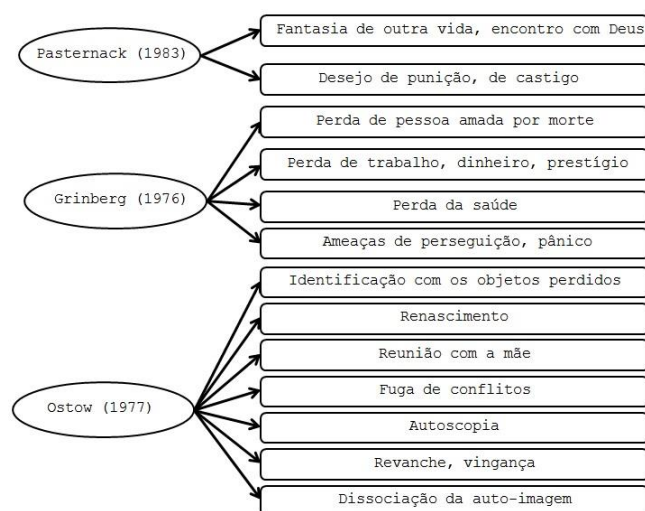 Pasternack (1983)
Fantasia de outra vida, encontro com Deus
Desejo de punição, de castigo
Grinberg (1976)
Perda de pessoa amada por morte
Perda de trabalho, dinheiro, prestígio
Perda da saúde
Ameaças de perseguição, pânico
Ostow (1977)
Identificação com os objetos perdidos
Renascimento
Reunião com a mãe
Fuga de conflitos
Autoscopia
Revanche, vingança
Dissociação da auto-imagem